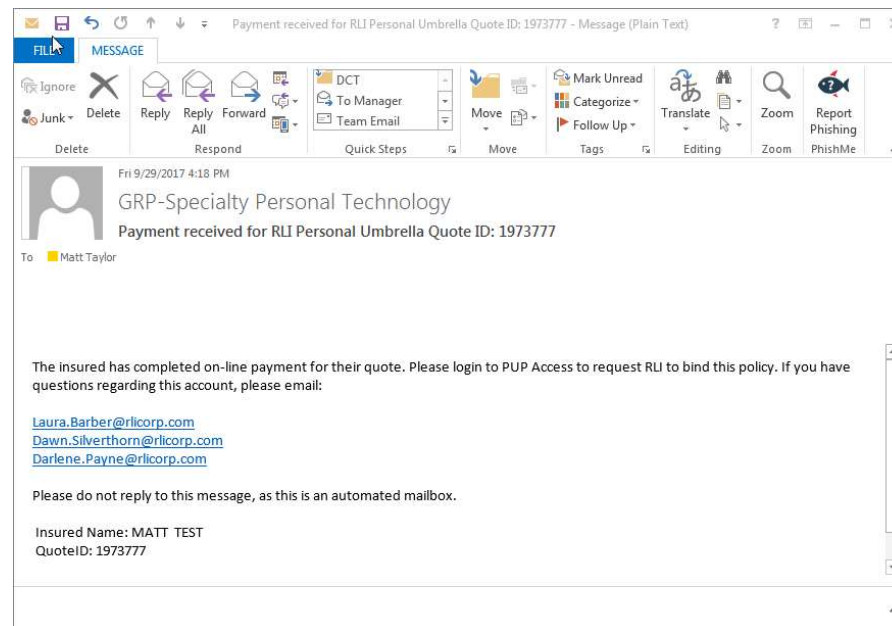 Payment received for RLI Personal Umbrella Quote ID: 1973777 - Message (Plain Text)
FILE MESSAGE
Ignore
Junk
Delete
Reply
Reply All
Forward
DCT
To Manager
Team Email
Move
Mark Unread
Categorize
Follow Up
Translate
Zoom
Report Phishing
Delete Respond Quick Steps Move Tags Editing Zoom PhishMe
Fri 9/29/2017 4:18 PM
GRP-Specialty Personal Technology
Payment received for RLI Personal Umbrella Quote ID: 1973777
To Matt Taylor
The insured has completed on-line payment for their quote. Please login to PUP Access to request RLI to bind this policy. If you have
questions regarding this account, please email:
Laura.Barber@rlicorp.com
Dawn.Silverthorn@rlicorp.com
Darlene.Payne@rlicorp.com
Please do not reply to this message, as this is an automated mailbox.
Insured Name: MATT TEST
QuoteID: 1973777